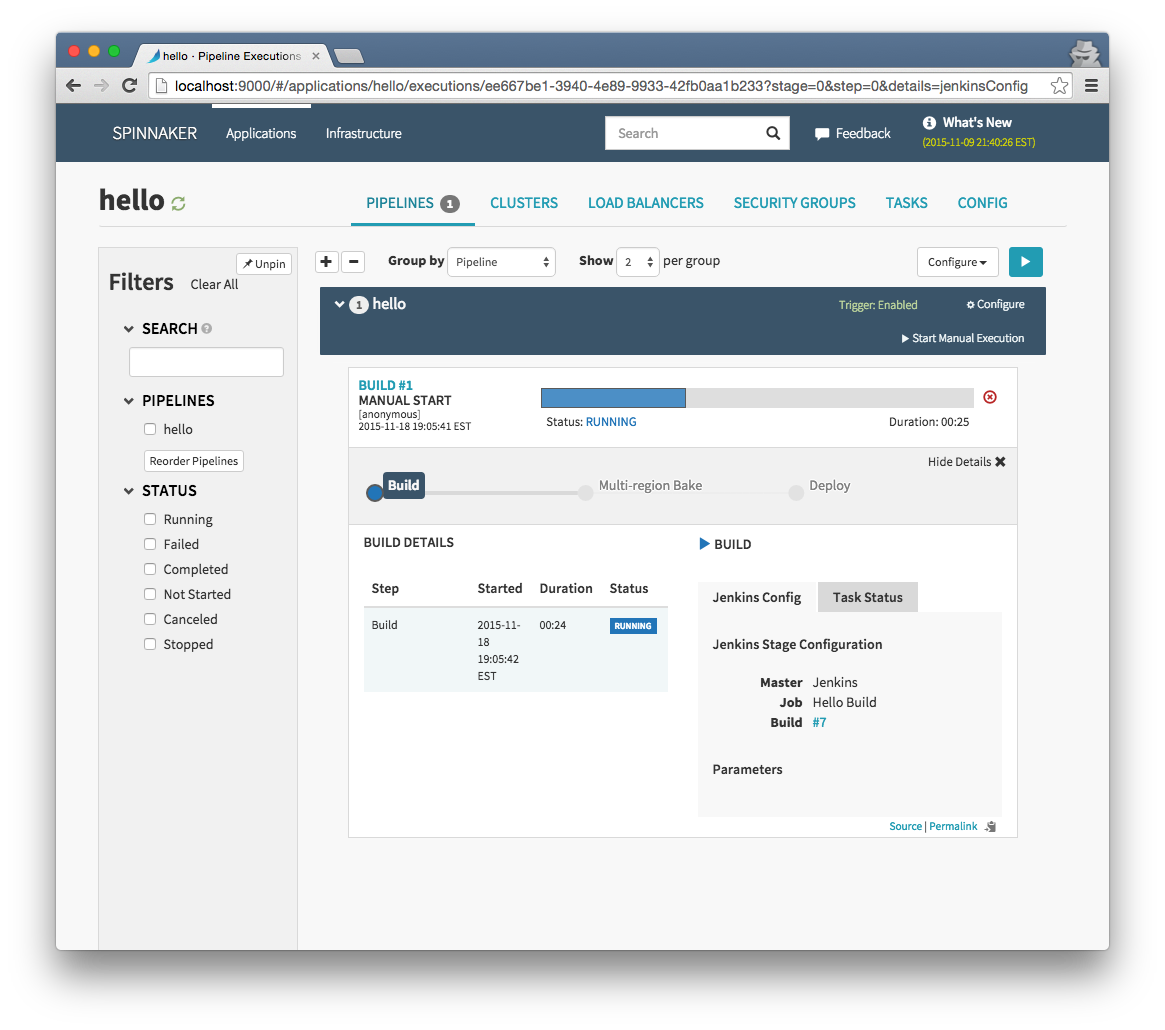 hello · Pipeline Executions
localhost:9000/#/applications/hello/executions/ee667be1-3940-4e89-9933-42fb0aa1b233?stage=0&step=0&details=jenkinsConfig
SPINNAKER Applications Infrastructure Search Feedback What's New
(2015-11-09 21:40:26 EST)
hello PIPELINES 1 CLUSTERS LOAD BALANCERS SECURITY GROUPS TASKS CONFIG
Unpin
Filters Clear All
SEARCH
PIPELINES
hello
Reorder Pipelines
STATUS
Running
Failed
Completed
Not Started
Canceled
Stopped
Group by Pipeline Show 2 per group Configure
1 hello Trigger: Enabled Configure
Start Manual Execution
BUILD #1
MANUAL START
[anonymous]
2015-11-18 19:05:41 EST
Status: RUNNING Duration: 00:25
Hide Details
Build Multi-region Bake Deploy
BUILD DETAILS
Step Started Duration Status
Build 2015-11- 00:24 RUNNING
18
19:05:42
EST
BUILD
Jenkins Config Task Status
Jenkins Stage Configuration
Master Jenkins
Job Hello Build
Build #7
Parameters
Source | Permalink